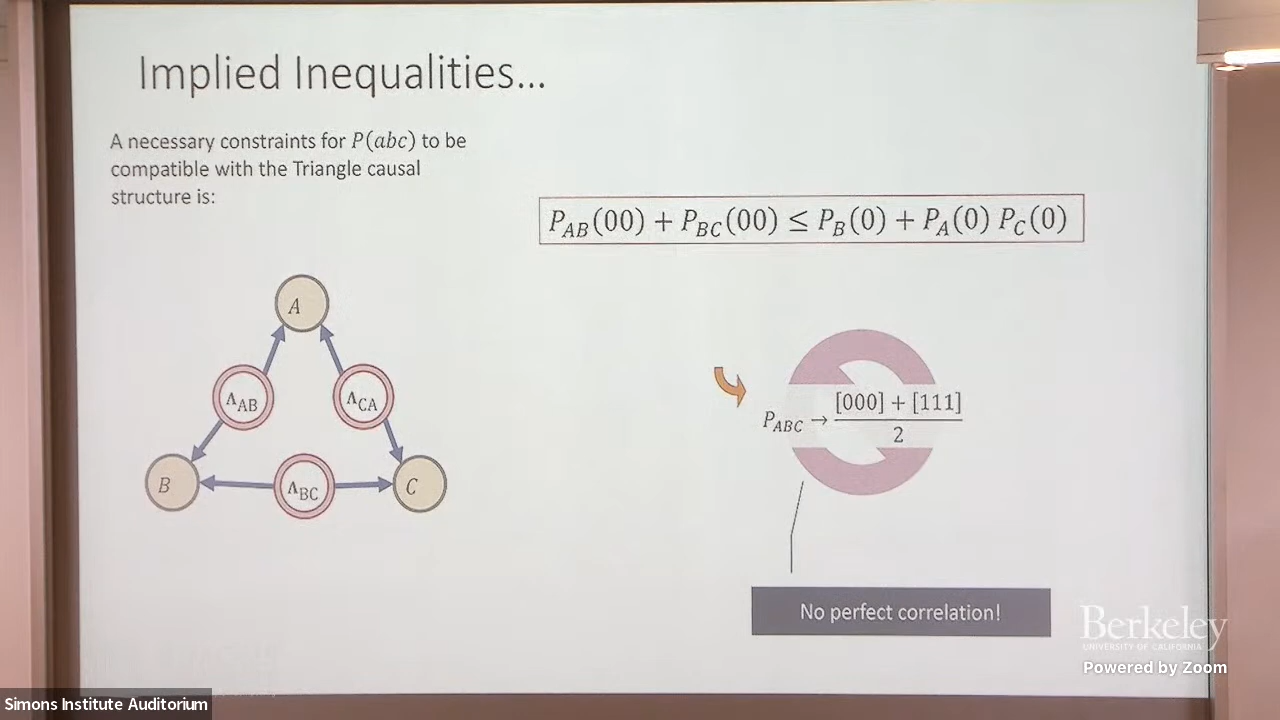 Implied Inequalities...
A necessary constraints for P(abc) to be
compatible with the Triangle causal
structure is:
P_AB(00) + P_BC(00) ≤ P_B(0) + P_A(0) P_C(0)
A
Λ_AB
Λ_CA
B
Λ_BC
C
P_ABC → [000] + [111]
2
No perfect correlation!
Berkeley
UNIVERSITY OF CALIFORNIA
Powered by Zoom
Simons Institute Auditorium